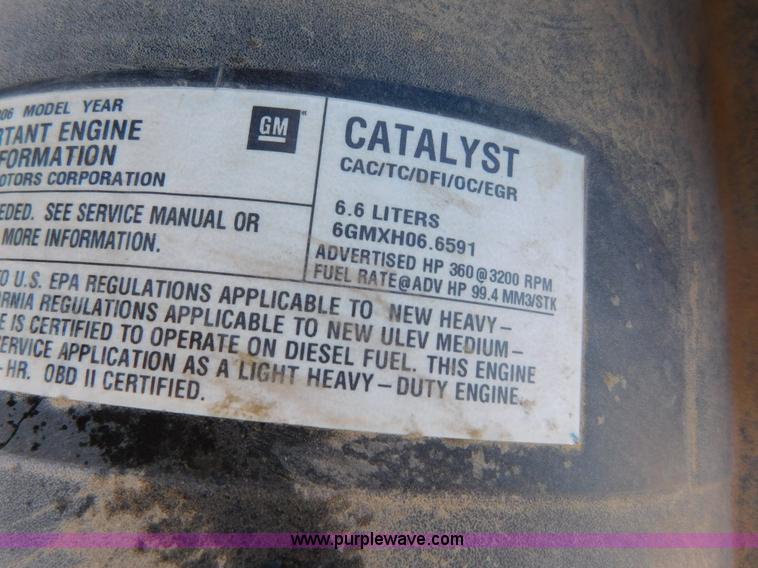 006 MODEL YEAR
RTANT ENGINE
FORMATION
OTORS CORPORATION
GM
CATALYST
CAC/TC/DFI/OC/EGR
EDED. SEE SERVICE MANUAL OR
MORE INFORMATION.
6.6 LITERS
6GMXH06.6591
ADVERTISED HP 360@3200 RPM
FUEL RATE@ADV HP 99.4 MM3/STK
TO U.S. EPA REGULATIONS APPLICABLE TO NEW HEAVY-
ORNIA REGULATIONS APPLICABLE TO NEW ULEV MEDIUM-
E IS CERTIFIED TO OPERATE ON DIESEL FUEL. THIS ENGINE
ERVICE APPLICATION AS A LIGHT HEAVY-DUTY ENGINE.
-HR. OBD II CERTIFIED.
www.purplewave.com